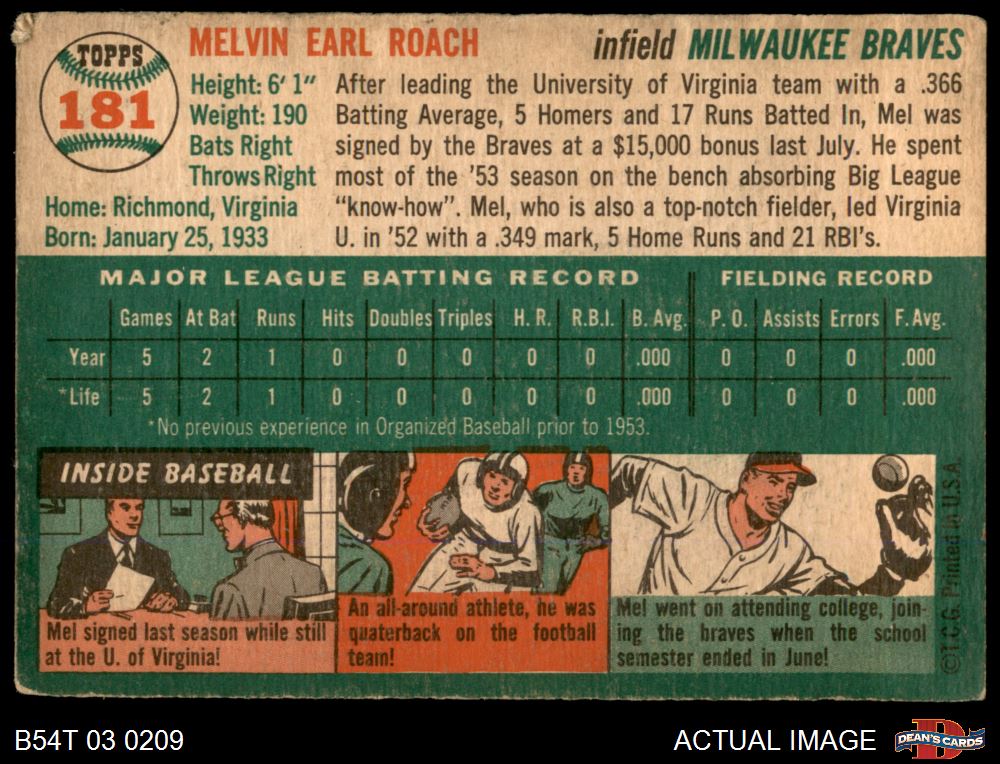 TOPPS
181
MELVIN EARL ROACH
infield MILWAUKEE BRAVES
Height: 6' 1"
Weight: 190
Bats Right
Throws Right
Home: Richmond, Virginia
Born: January 25, 1933
After leading the University of Virginia team with a .366
Batting Average, 5 Homers and 17 Runs Batted In, Mel was
signed by the Braves at a $15,000 bonus last July. He spent
most of the '53 season on the bench absorbing Big League
"know-how". Mel, who is also a top-notch fielder, led Virginia
U. in '52 with a .349 mark, 5 Home Runs and 21 RBI's.
MAJOR LEAGUE BATTING RECORD FIELDING RECORD
Games At Bat Runs Hits Doubles Triples H. R. R.B.I. B. Avg. P. O. Assists Errors F. Avg.
Year 5 2 1 0 0 0 0 0 .000 0 0 0 .000
*Life 5 2 1 0 0 0 0 0 .000 0 0 0 .000
*No previous experience in Organized Baseball prior to 1953.
INSIDE BASEBALL
Mel signed last season while still
at the U. of Virginia!
An all-around athlete, he was
quaterback on the football
team!
Mel went on attending college, join-
ing the braves when the school
semester ended in June!
©T.C.G. Printed in U.S.A.
B54T 03 0209
ACTUAL IMAGE
D
DEAN'S CARDS